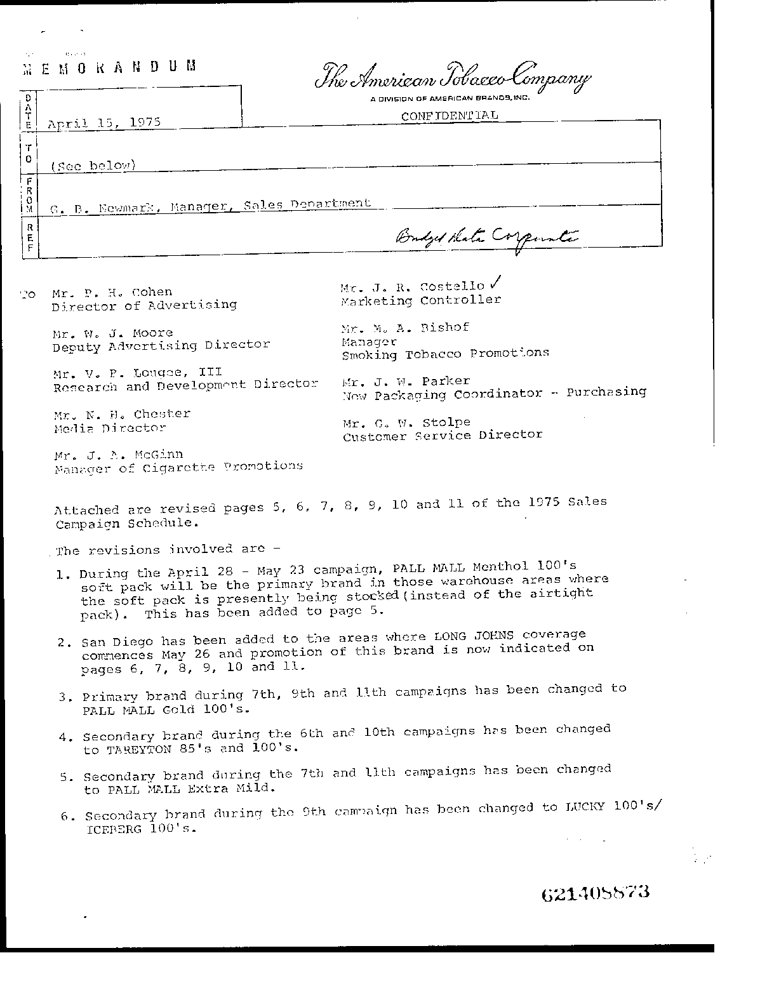 MEMORANDUM
The American Tobacco Company
A DIVISION OF AMERICAN BRANDS, INC.
CONFIDENTIAL
DATE
April 15, 1975
TO
(See below)
FROM
G. B. Newmark, Manager, Sales Department
REF
Budget Data Corporate
TO Mr. P. H. Cohen
Director of Advertising
Mr. W. J. Moore
Deputy Advertising Director
Mr. V. P. Lougee, III
Research and Development Director
Mr. N. H. Chester
Media Director
Mr. J. A. McGinn
Manager of Cigarette Promotions
Mr. J. R. Costello ✓
Marketing Controller
Mr. M. A. Bishof
Manager
Smoking Tobacco Promotions
Mr. J. W. Parker
New Packaging Coordinator - Purchasing
Mr. G. W. Stolpe
Customer Service Director
Attached are revised pages 5, 6, 7, 8, 9, 10 and 11 of the 1975 Sales
Campaign Schedule.
The revisions involved are -
1. During the April 28 - May 23 campaign, PALL MALL Menthol 100's
soft pack will be the primary brand in those warehouse areas where
the soft pack is presently being stocked (instead of the airtight
pack). This has been added to page 5.
2. San Diego has been added to the areas where LONG JOHNS coverage
commences May 26 and promotion of this brand is now indicated on
pages 6, 7, 8, 9, 10 and 11.
3. Primary brand during 7th, 9th and 11th campaigns has been changed to
PALL MALL Gold 100's.
4. Secondary brand during the 6th and 10th campaigns has been changed
to TAREYTON 85's and 100's.
5. Secondary brand during the 7th and 11th campaigns has been changed
to PALL MALL Extra Mild.
6. Secondary brand during the 9th campaign has been changed to LUCKY 100's/
ICEBERG 100's.
621408873